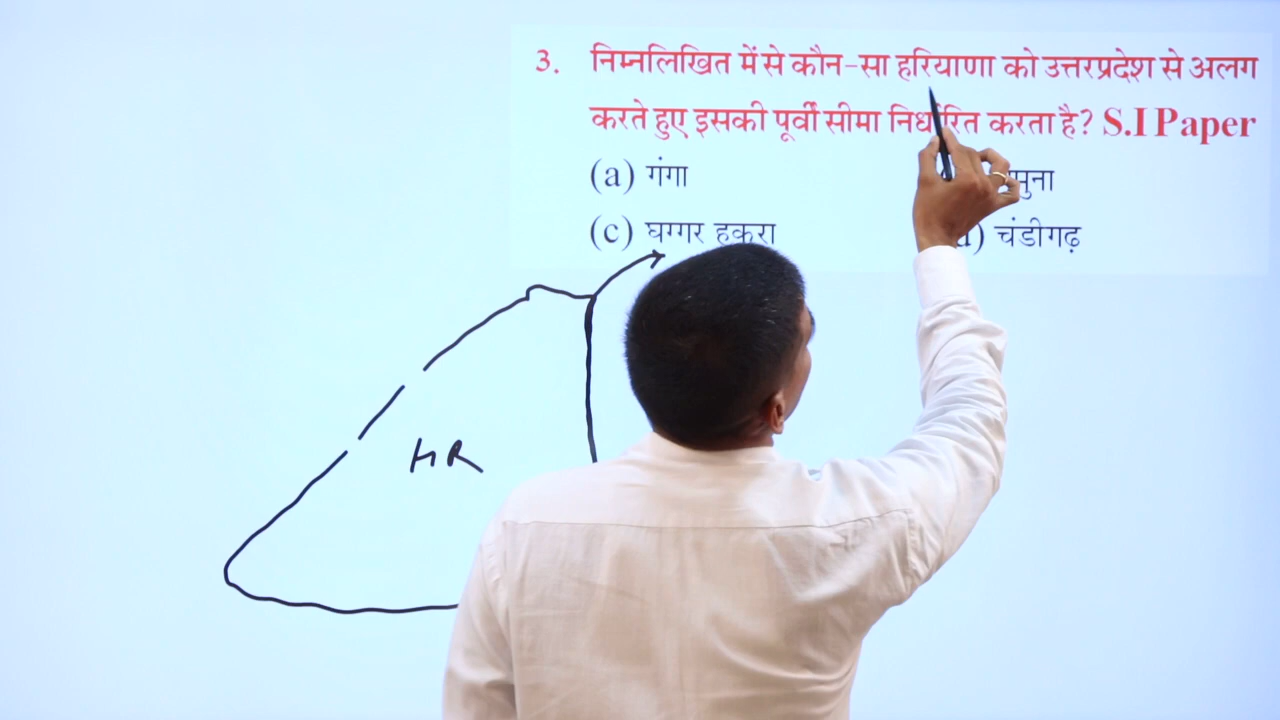 3. निम्नलिखित में से कौन-सा हरियाणा को उत्तरप्रदेश से अलग
करते हुए इसकी पूर्वी सीमा निर्धारित करता है? S.I Paper
(a) गंगा
(c) घग्गर हकरा चंडीगढ़
HR